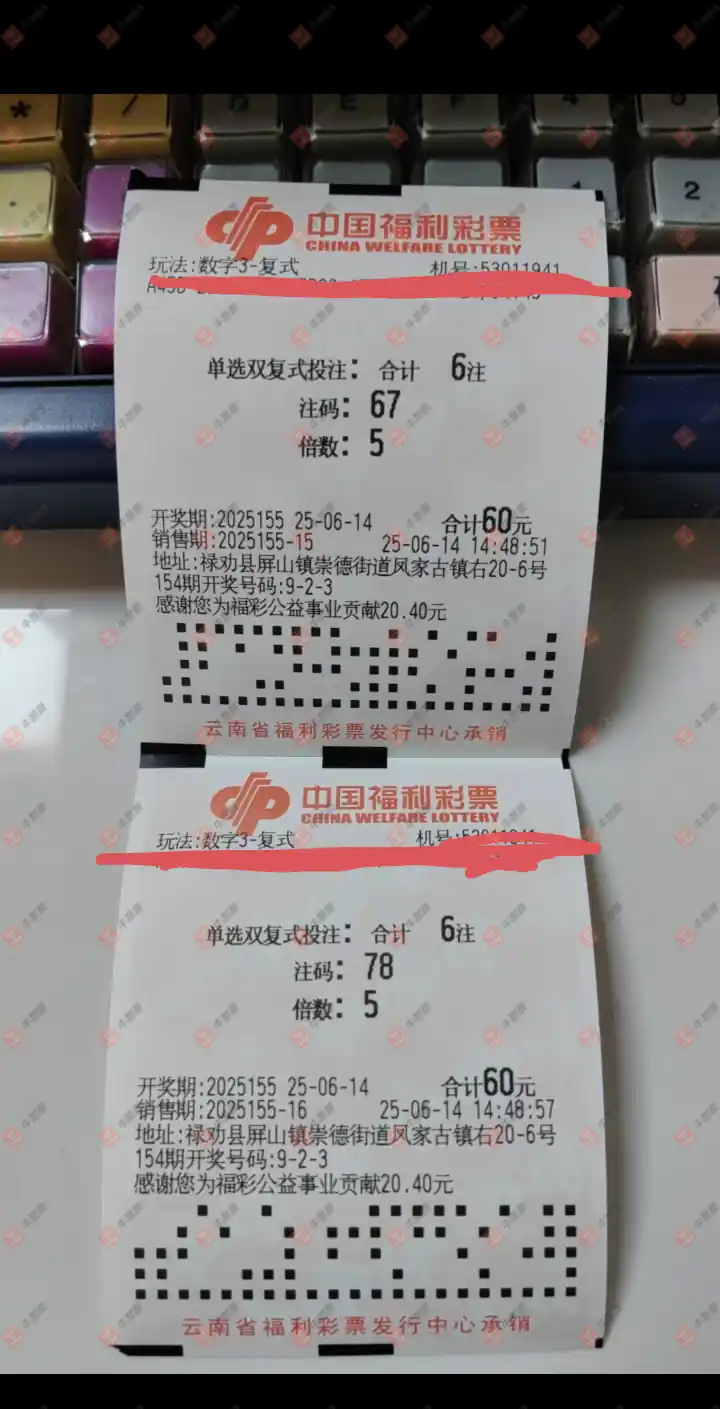 2
中国福利彩票
CHINA WELFARE LOTTERY
玩法:数字3-复式 机号:53011941
单选双复式投注: 合计 6注
注码: 67
倍数: 5
开奖期:2025155 25-06-14 合计60元
销售期:2025155-15 25-06-14 14:48:51
地址:禄劝县屏山镇崇德街道凤家古镇右20-6号
154期开奖号码:9-2-3
感谢您为福彩公益事业贡献20.40元
云南省福利彩票发行中心承销
中国福利彩票
CHINA WELFARE LOTTERY
玩法:数字3-复式 机号:
单选双复式投注: 合计 6注
注码: 78
倍数: 5
开奖期:2025155 25-06-14 合计60元
销售期:2025155-16 25-06-14 14:48:57
地址:禄劝县屏山镇崇德街道凤家古镇右20-6号
154期开奖号码:9-2-3
感谢您为福彩公益事业贡献20.40元
云南省福利彩票发行中心承销